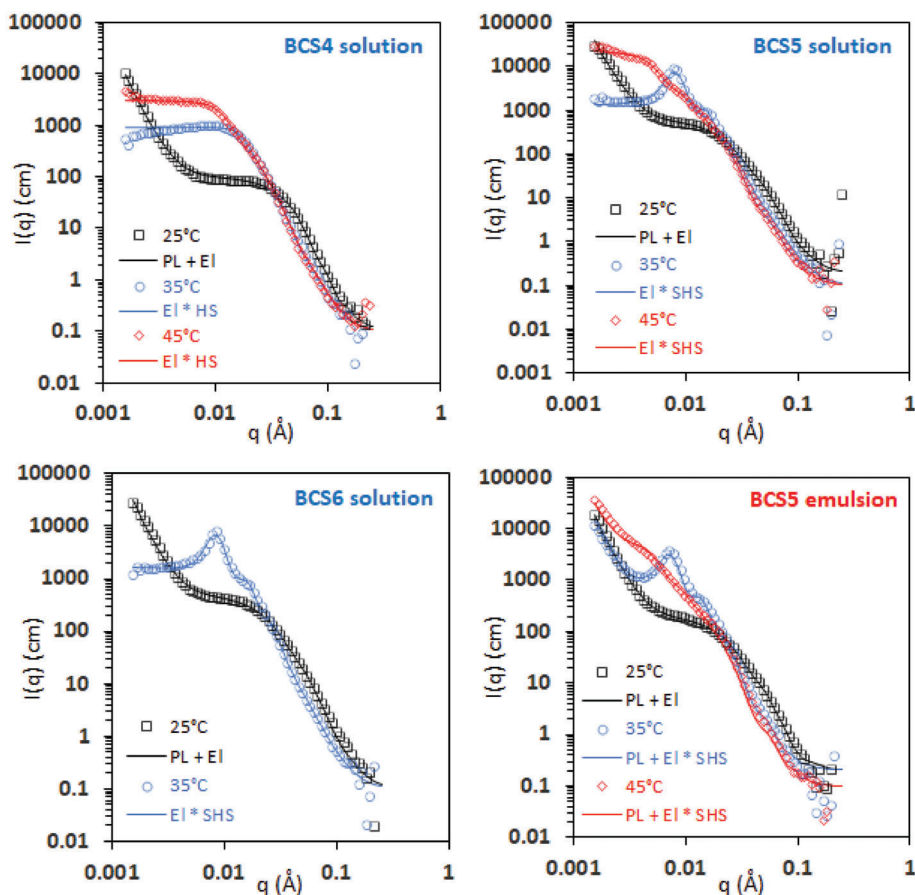 BCS4 solution
100000
10000
1000
100
10
1
0.1
0.01
I(q) (cm)
25°C
PL + El
35°C
El * HS
45°C
El * HS
0.001
0.01
0.1
1
q (Å)
BCS5 solution
100000
10000
1000
100
10
1
0.1
0.01
0.001
I(q) (cm)
25°C
PL + El
35°C
El * SHS
45°C
El * SHS
0.001
0.01
0.1
1
q (Å)
BCS6 solution
100000
10000
1000
100
10
1
0.1
0.01
I(q) (cm)
25°C
PL + El
35°C
El * SHS
0.001
0.01
0.1
1
q (Å)
BCS5 emulsion
100000
10000
1000
100
10
1
0.1
0.01
I(q) (cm)
25°C
PL + El
35°C
PL + El * SHS
45°C
PL + El * SHS
0.001
0.01
0.1
1
q (Å)